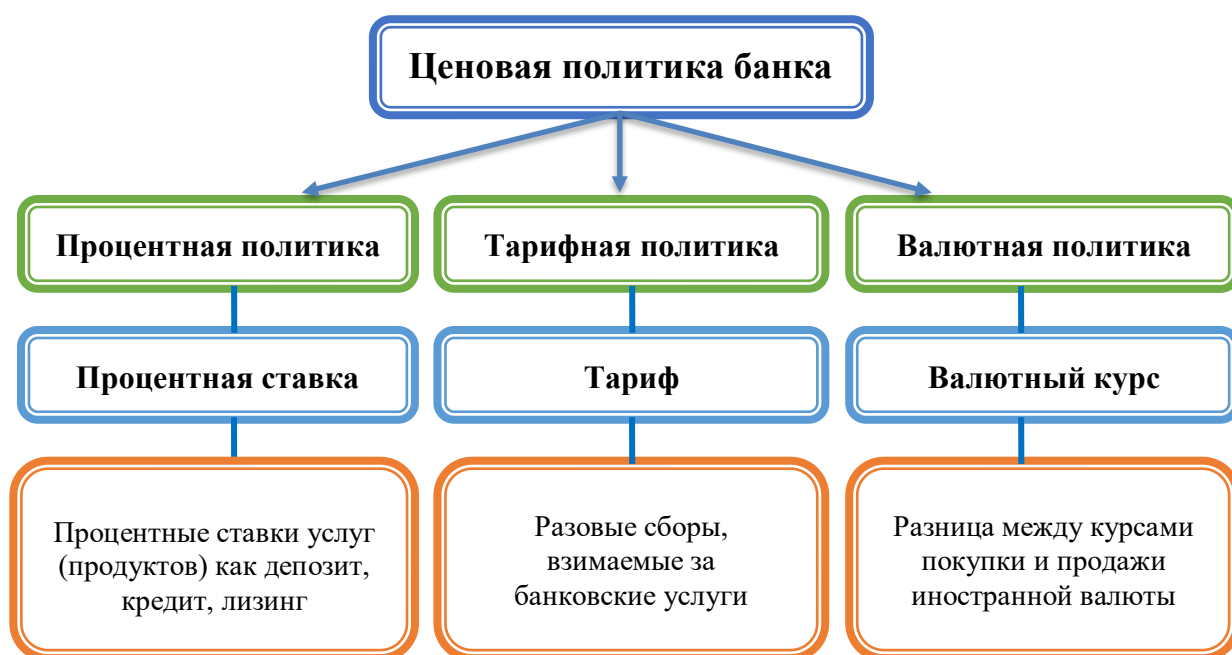 Ценовая политика банка
Процентная политика
Тарифная политика
Валютная политика
Процентная ставка
Тариф
Валютный курс
Процентные ставки услуг
(продуктов) как депозит,
кредит, лизинг
Разовые сборы,
взимаемые за
банковские услуги
Разница между курсами
покупки и продажи
иностранной валюты